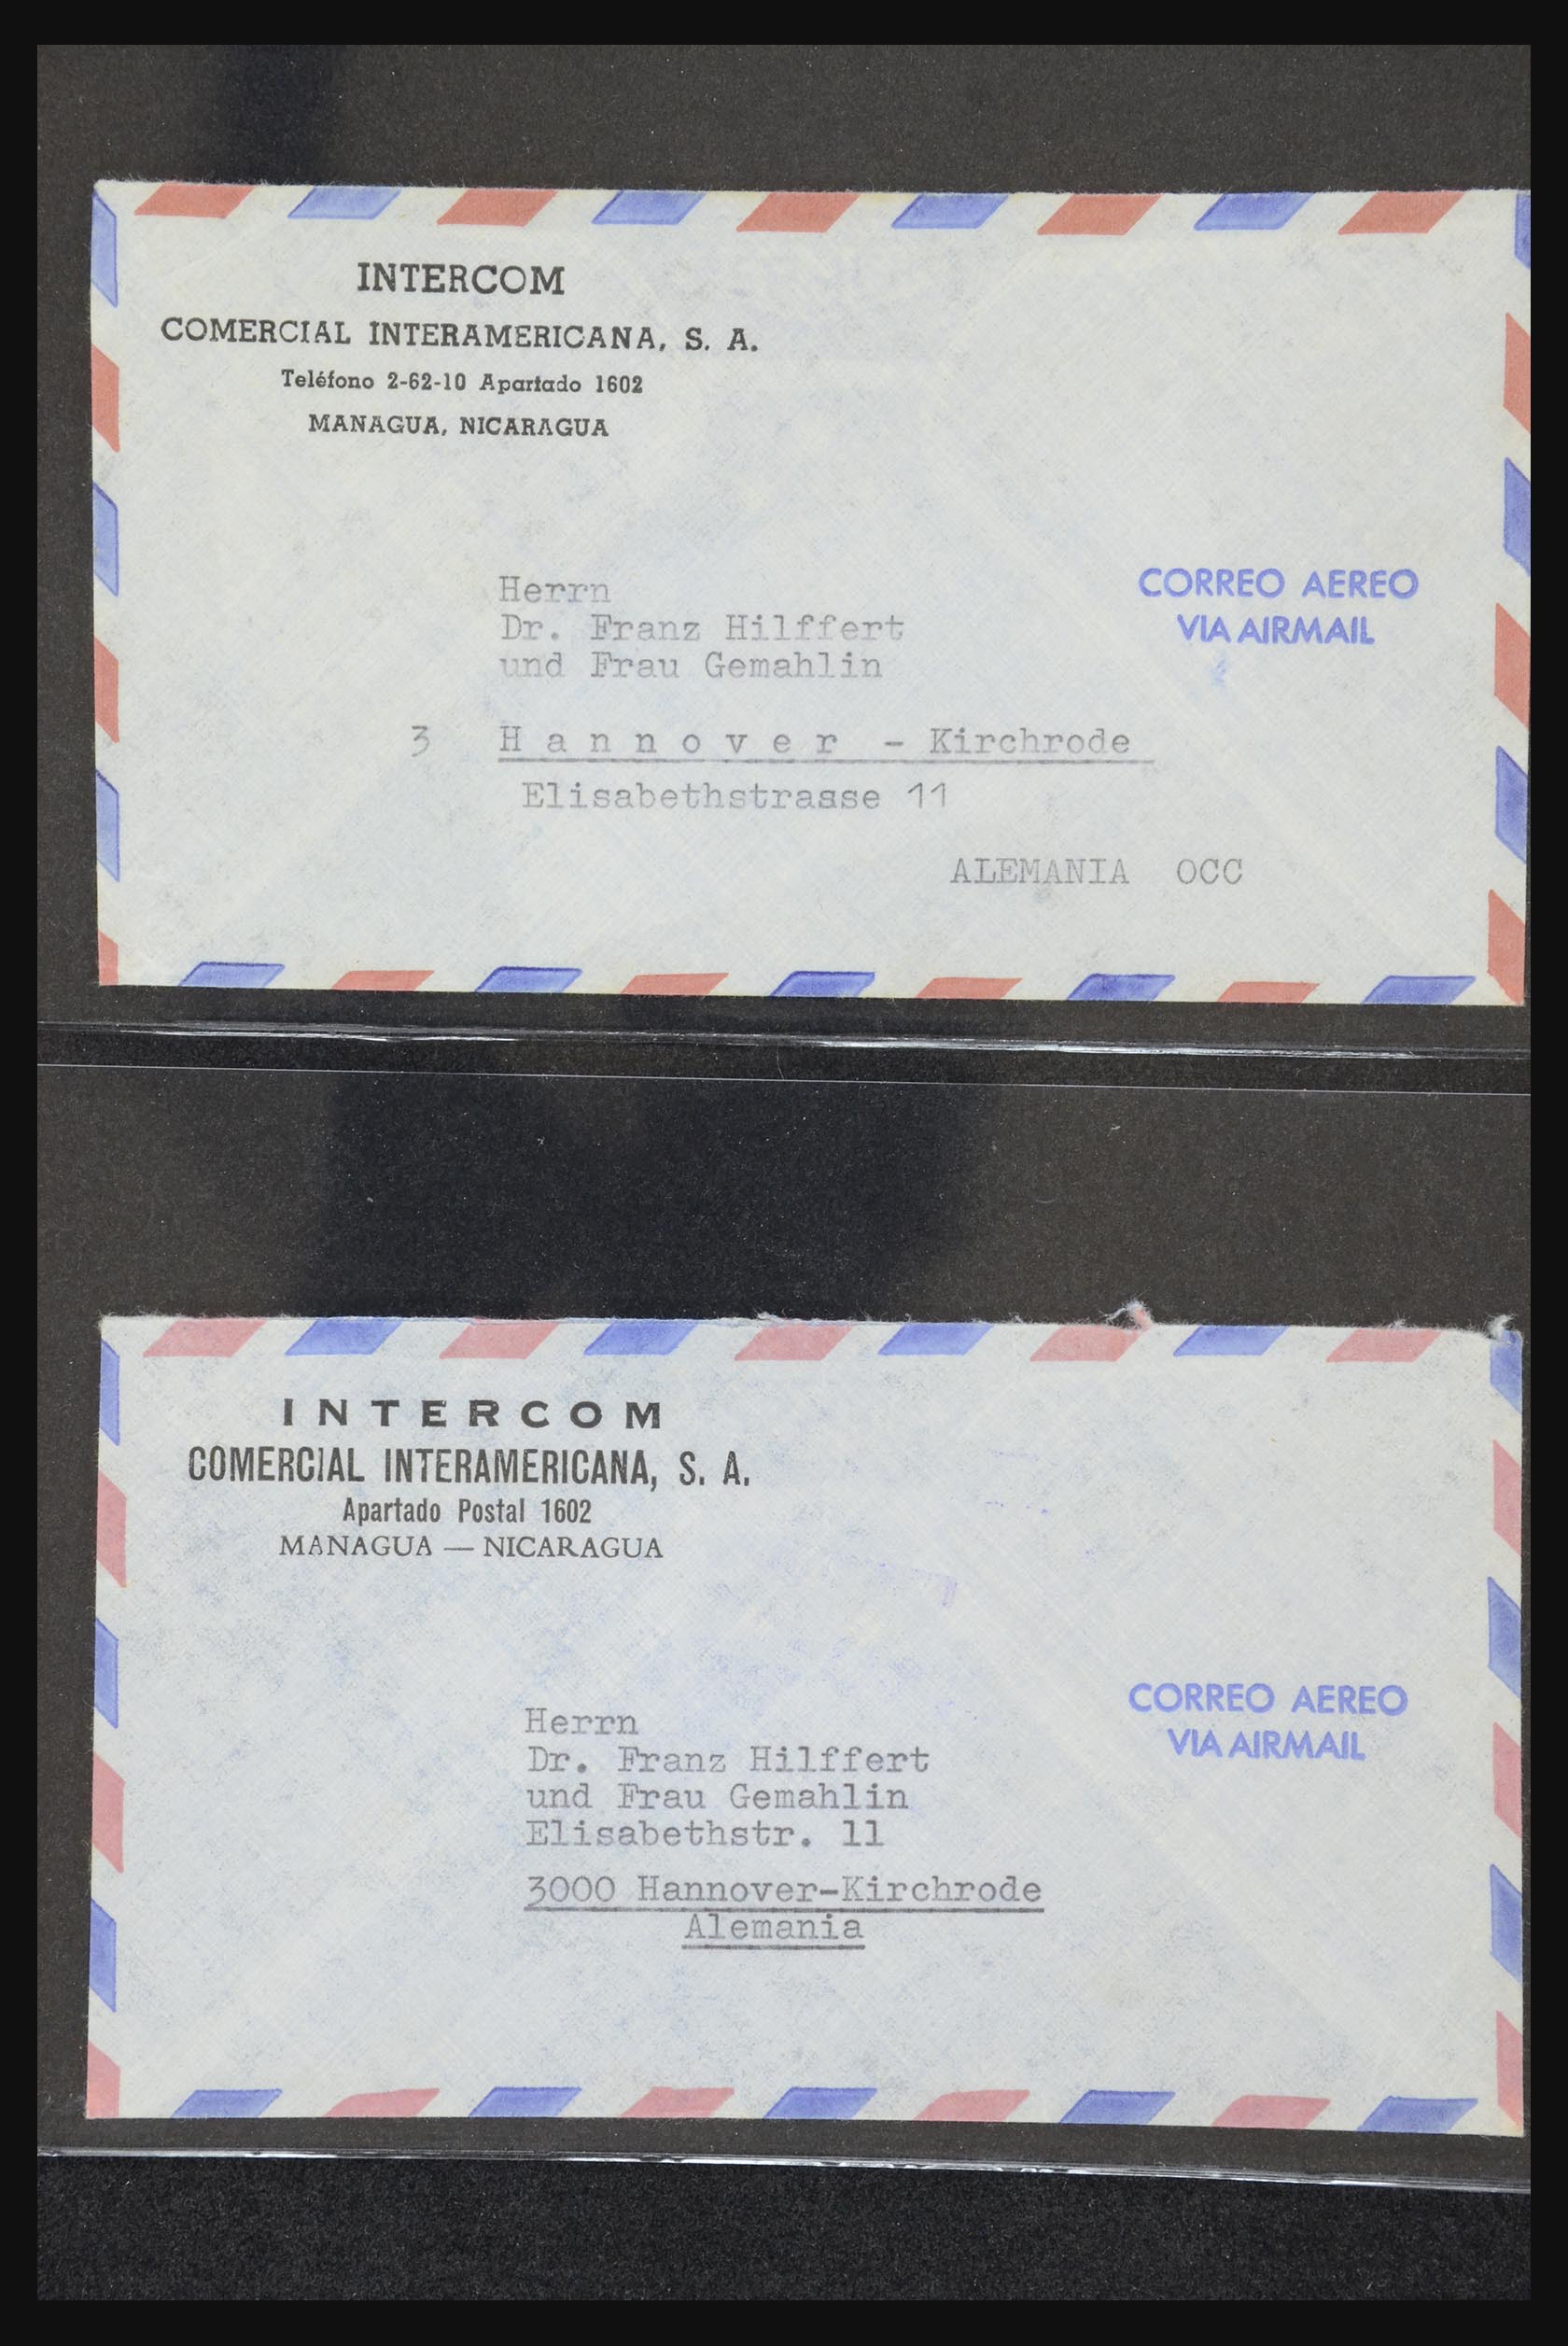 INTERCOM
COMERCIAL INTERAMERICANA, S. A.
Teléfono 2-62-10 Apartado 1602
MANAGUA, NICARAGUA
CORREO AEREO
VIA AIRMAIL
Herrn
Dr. Franz Hilffert
und Frau Gemahlin
3 Hannover - Kirchrode
Elisabethstrasse 11
ALEMANIA OCC
INTERCOM
COMERCIAL INTERAMERICANA, S. A.
Apartado Postal 1602
MANAGUA — NICARAGUA
CORREO AEREO
VIA AIRMAIL
Herrn
Dr. Franz Hilffert
und Frau Gemahlin
Elisabethstr. 11
3000 Hannover-Kirchrode
Alemania